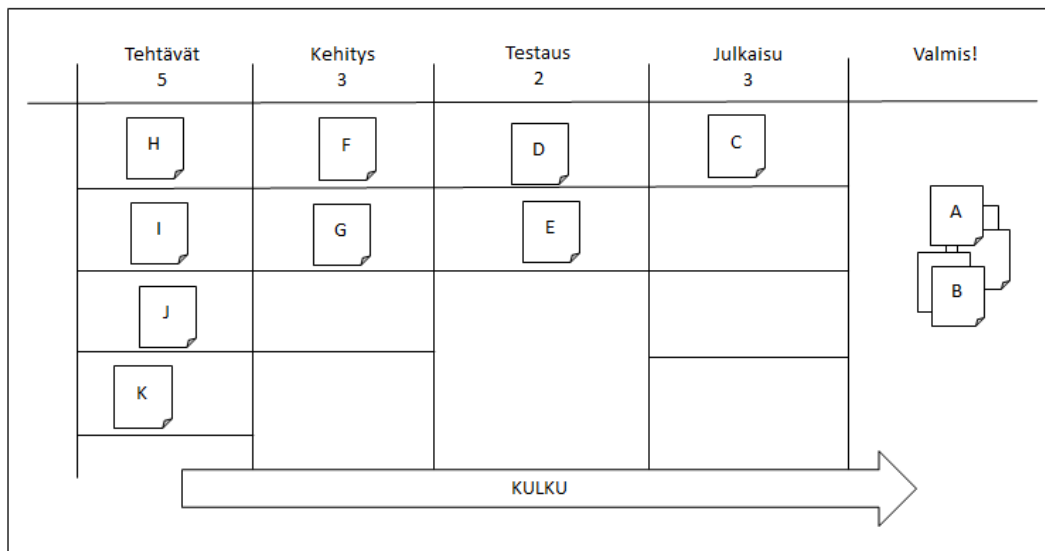 Tehtävät Kehitys Testaus Julkaisu Valmis!
5 3 2 3
H F D C
I G E A
J B
K
KULKU